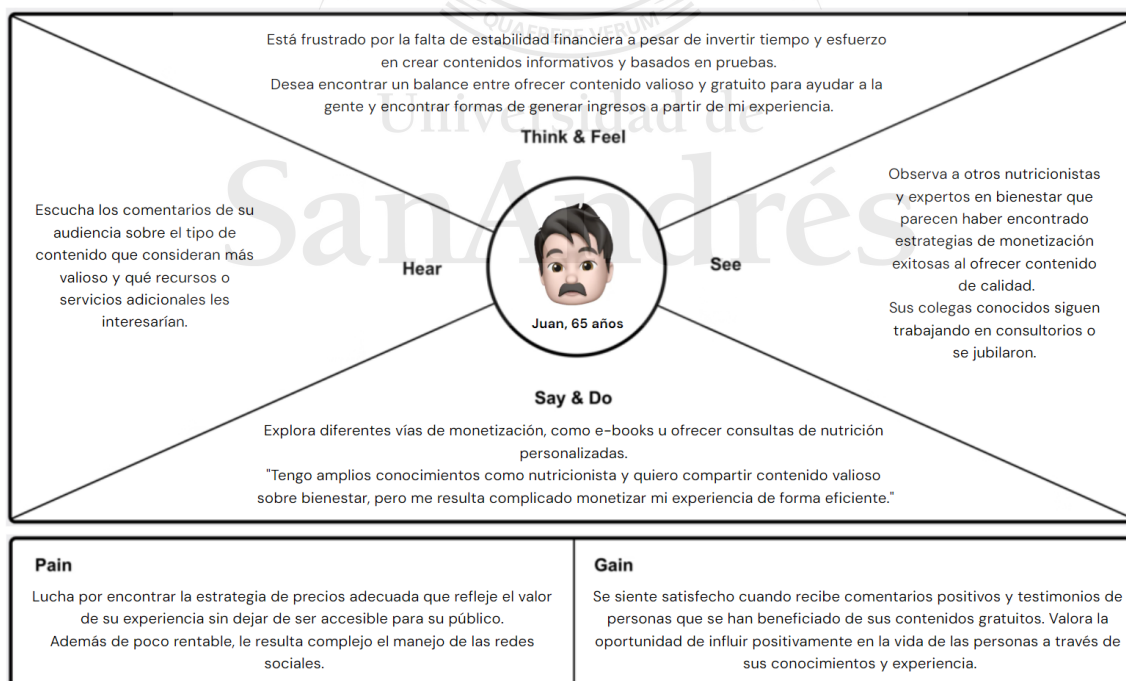 QUAERERE VERUM
Universidad de
SanAndrés
Está frustrado por la falta de estabilidad financiera a pesar de invertir tiempo y esfuerzo
en crear contenidos informativos y basados en pruebas.
Desea encontrar un balance entre ofrecer contenido valioso y gratuito para ayudar a la
gente y encontrar formas de generar ingresos a partir de mi experiencia.
Think & Feel
Escucha los comentarios de su
audiencia sobre el tipo de
contenido que consideran más
valioso y qué recursos o
servicios adicionales les
interesarían.
Hear
Juan, 65 años
See
Observa a otros nutricionistas
y expertos en bienestar que
parecen haber encontrado
estrategias de monetización
exitosas al ofrecer contenido
de calidad.
Sus colegas conocidos siguen
trabajando en consultorios o
se jubilaron.
Say & Do
Explora diferentes vías de monetización, como e-books u ofrecer consultas de nutrición
personalizadas.
"Tengo amplios conocimientos como nutricionista y quiero compartir contenido valioso
sobre bienestar, pero me resulta complicado monetizar mi experiencia de forma eficiente."
Pain
Lucha por encontrar la estrategia de precios adecuada que refleje el valor
de su experiencia sin dejar de ser accesible para su público.
Además de poco rentable, le resulta complejo el manejo de las redes
sociales.
Gain
Se siente satisfecho cuando recibe comentarios positivos y testimonios de
personas que se han beneficiado de sus contenidos gratuitos. Valora la
oportunidad de influir positivamente en la vida de las personas a través de
sus conocimientos y experiencia.